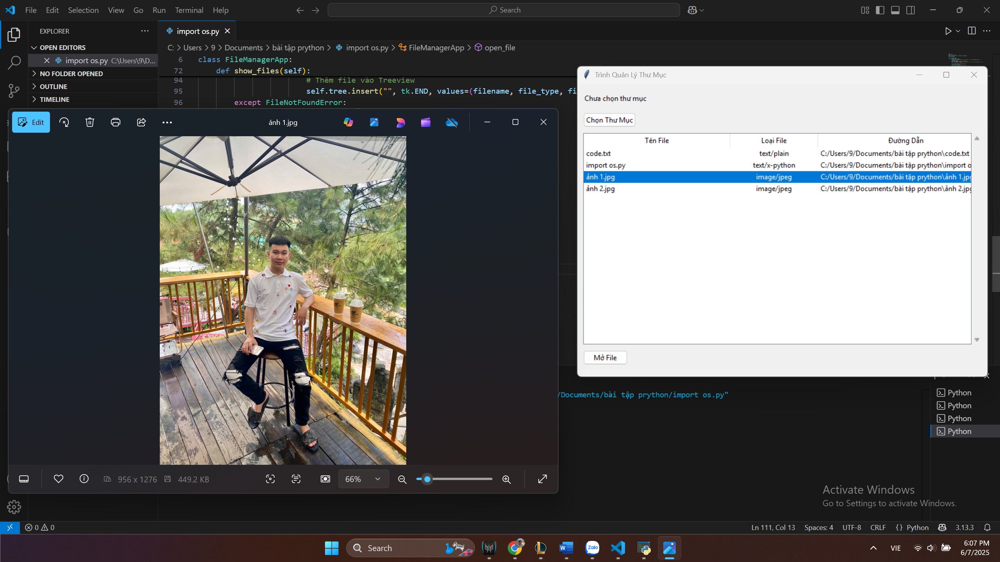 File Edit Selection View Go Run Terminal Help
Search
EXPLORER
OPEN EDITORS
import os.py C:\Users\9\D...
NO FOLDER OPENED
OUTLINE
TIMELINE
import os.py
C: > Users > 9 > Documents > bài tập prython > import os.py > FileManagerApp > open_file
6 class FileManagerApp:
72 def show_files(self):
94 # Thêm file vào Treeview
95 self.tree.insert("", tk.END, values=(filename, file_type, fi
96 except FileNotFoundError:
Edit
ảnh 1.jpg
956 x 1276 449.2 KB
66%
Trình Quản Lý Thư Mục
Chưa chọn thư mục
Chọn Thư Mục
Tên File Loại File Đường Dẫn
code.txt text/plain C:/Users/9/Documents/bài tập prython\code.txt
import os.py text/x-python C:/Users/9/Documents/bài tập prython\import o
ảnh 1.jpg image/jpeg C:/Users/9/Documents/bài tập prython\ảnh 1.jpg
ảnh 2.jpg image/jpeg C:/Users/9/Documents/bài tập prython\ảnh 2.jpg
Mở File
/Documents/bài tập prython/import os.py"
Python
Python
Python
Python
Activate Windows
Go to Settings to activate Windows.
0 0
Ln 111, Col 13 Spaces: 4 UTF-8 CRLF {} Python 3.13.3
Search
Zalo
VIE
6:07 PM
6/7/2025